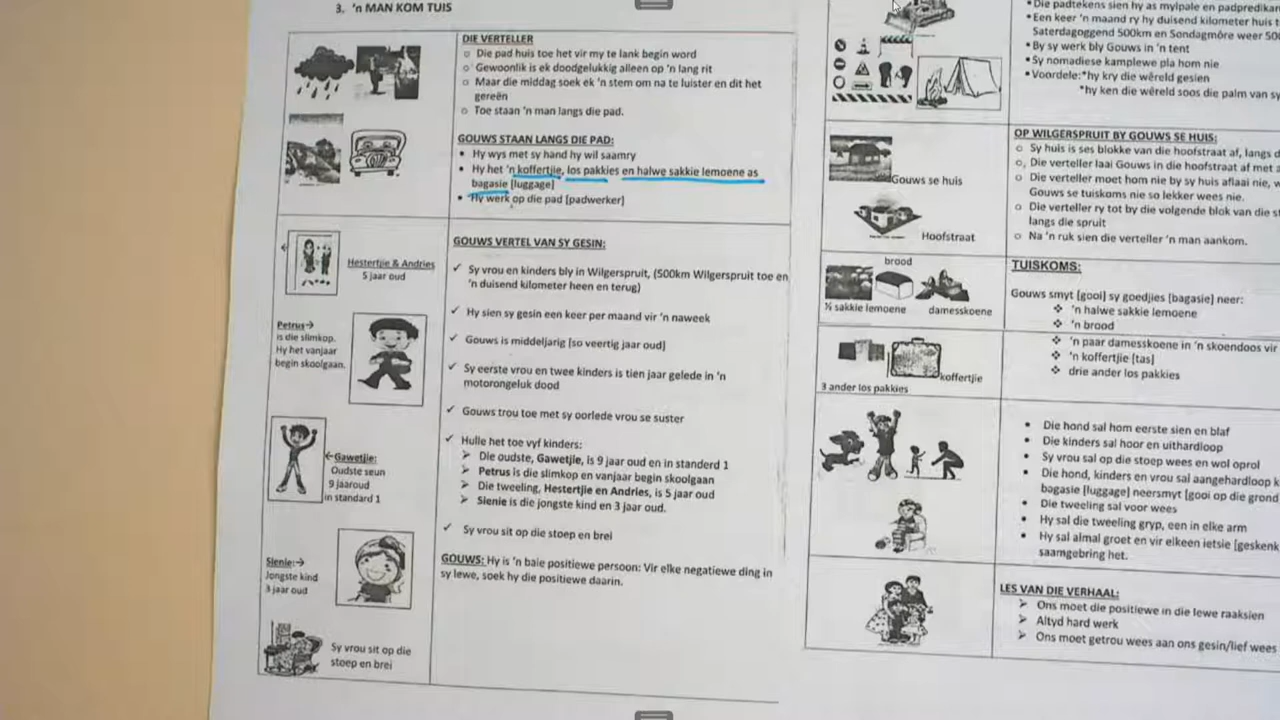 3. 'n MAN KOM TUIS
DIE VERTELLER
o Die pad huis toe het vir my te lank begin word
o Gewoonlik is ek doodgelukkig alleen op 'n lang rit
o Maar die middag soek ek 'n stem om na te luister en dit het
gereën
o Toe staan 'n man langs die pad.
GOUWS STAAN LANGS DIE PAD:
• Hy wys met sy hand hy wil saamry
• Hy het 'n koffertjie, los pakkies en halwe sakkie lemoene as
bagasie [luggage]
• Hy werk op die pad [padwerker]
Hestertjie & Andries
5 jaar oud
Petrus→
is die slimkop.
Hy het vanjaar
begin skoolgaan.
←Gawetjie:
Oudste seun
9 jaaroud
in standard 1
Sienie:→
Jongste kind
3 jaar oud
Sy vrou sit op die
stoep en brei
GOUWS VERTEL VAN SY GESIN:
✓ Sy vrou en kinders bly in Wilgerspruit, (500km Wilgerspruit toe en
'n duisend kilometer heen en terug)
✓ Hy sien sy gesin een keer per maand vir 'n naweek
✓ Gouws is middeljarig [so veertig jaar oud]
✓ Sy eerste vrou en twee kinders is tien jaar gelede in 'n
motorongeluk dood
✓ Gouws trou toe met sy oorlede vrou se suster
✓ Hulle het toe vyf kinders:
➢ Die oudste, Gawetjie, is 9 jaar oud en in standerd 1
➢ Petrus is die slimkop en vanjaar begin skoolgaan
➢ Die tweeling, Hestertjie en Andries, is 5 jaar oud
➢ Sienie is die jongste kind en 3 jaar oud.
✓ Sy vrou sit op die stoep en brei
GOUWS: Hy is 'n baie positiewe persoon: Vir elke negatiewe ding in
sy lewe, soek hy die positiewe daarin.
• Die padtekens sien hy as mylpale en padpredikan
• Een keer 'n maand ry hy duisend kilometer huis
Saterdagoggend 500km en Sondagmôre weer 50
• By sy werk bly Gouws in 'n tent
• Sy nomadiese kamplewe pla hom nie
• Voordele:*hy kry die wêreld gesien
*hy ken die wêreld soos die palm van sy
Gouws se huis
Hoofstraat
OP WILGERSPRUIT BY GOUWS SE HUIS:
o Sy huis is ses blokke van die hoofstraat af, langs d
o Die verteller laai Gouws in die hoofstraat af met a
o Die verteller moet hom nie by sy huis aflaai nie, w
Gouws se tuiskoms nie so lekker wees nie.
o Die verteller ry tot by die volgende blok van die s
langs die spruit
o Na 'n ruk sien die verteller 'n man aankom.
brood
½ sakkie lemoene damesskoene
koffertjie
3 ander los pakkies
TUISKOMS:
Gouws smyt [gooi] sy goedjies [bagasie] neer:
❖ 'n halwe sakkie lemoene
❖ 'n brood
❖ 'n paar damesskoene in 'n skoendoos vir
❖ 'n koffertjie [tas]
❖ drie ander los pakkies
• Die hond sal hom eerste sien en blaf
• Die kinders sal hoor en uithardloop
• Sy vrou sal op die stoep wees en wol oprol
• Die hond, kinders en vrou sal aangehardloop k
bagasie [luggage] neersmyt [gooi op die grond
• Die tweeling sal voor wees
• Hy sal die tweeling gryp, een in elke arm
• Hy sal almal groet en vir elkeen ietsie [geskenk
saamgebring het.
LES VAN DIE VERHAAL:
➢ Ons moet die positiewe in die lewe raaksien
➢ Altyd hard werk
➢ Ons moet getrou wees aan ons gesin/lief wees